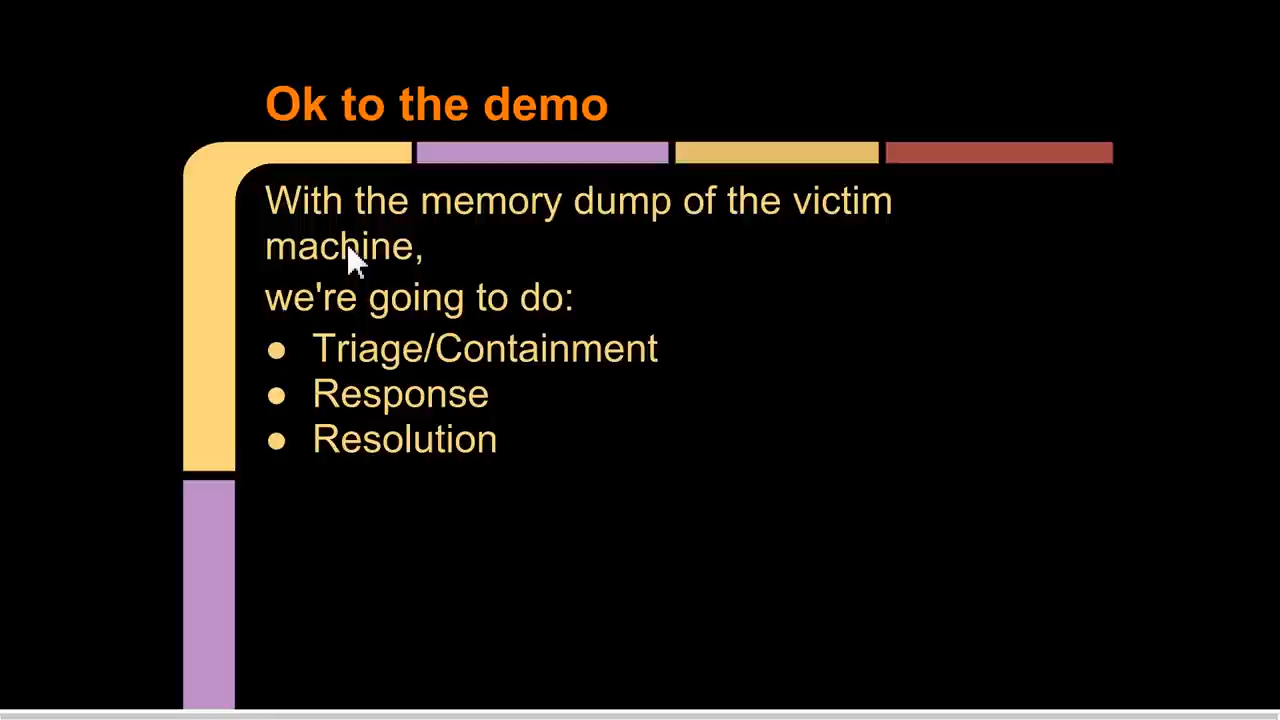 Ok to the demo
With the memory dump of the victim
machine,
we're going to do:
● Triage/Containment
● Response
● Resolution